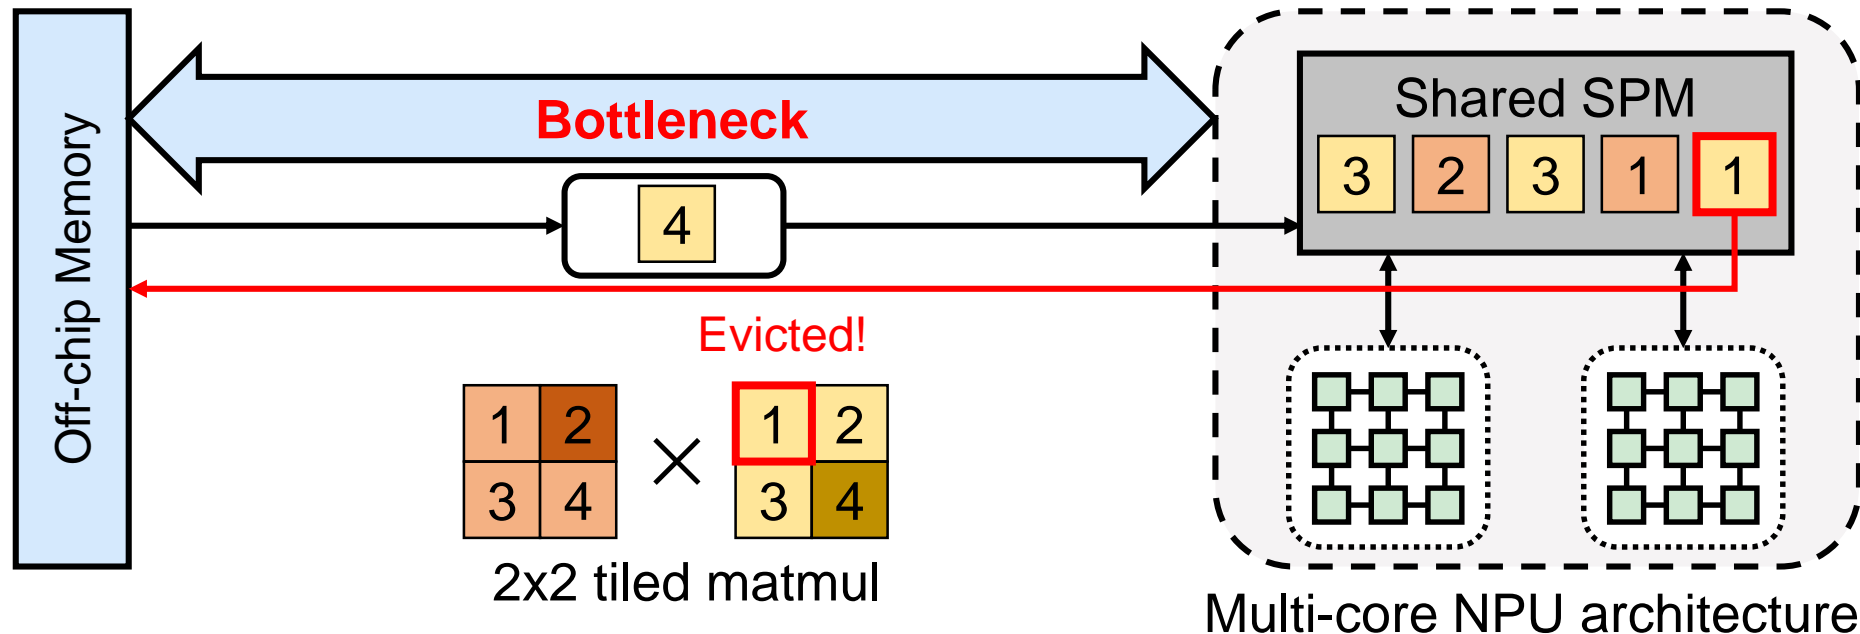 Off-chip Memory
Bottleneck
4
Evicted!
1 2
3 4
×
1 2
3 4
2x2 tiled matmul
Shared SPM
3 2 3 1 1
Multi-core NPU architecture